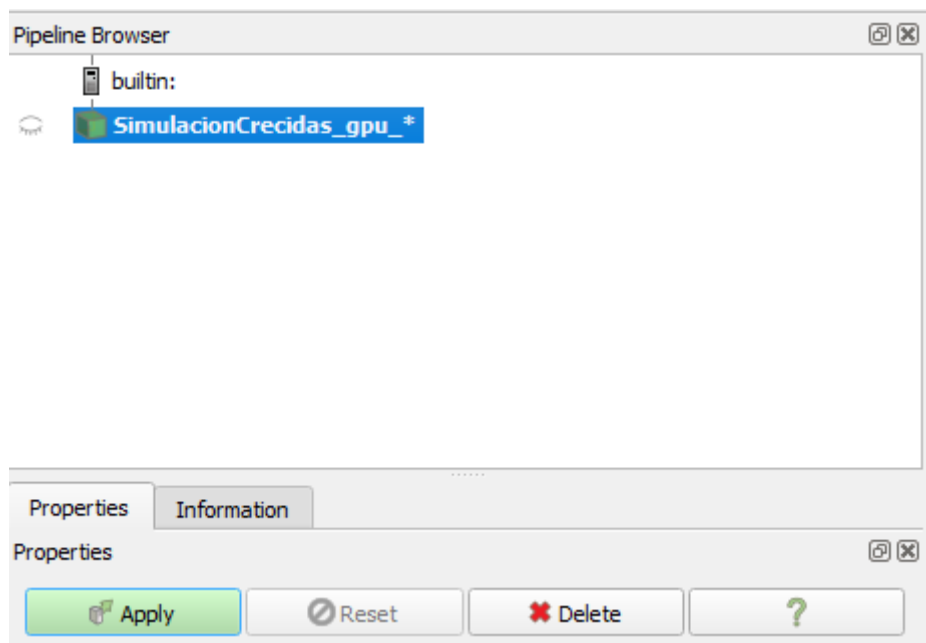 Pipeline Browser
builtin:
SimulacionCrecidas_gpu_*
Properties Information
Properties
Apply Reset Delete ?